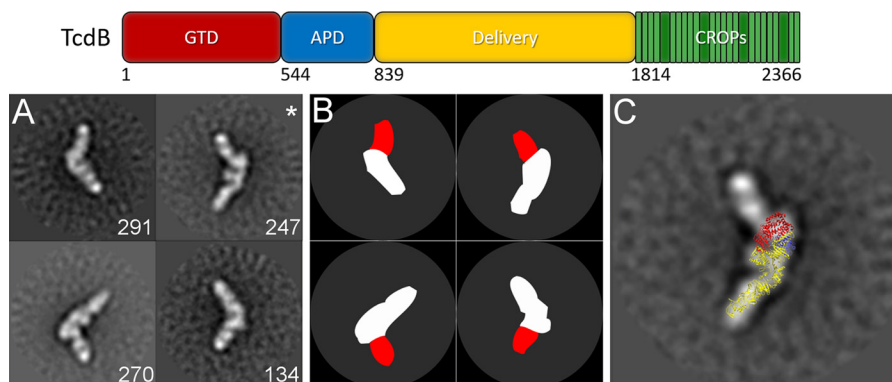 TcdB GTD APD Delivery CROPs
1 544 839 1814 2366
A * B C
291 247
270 134